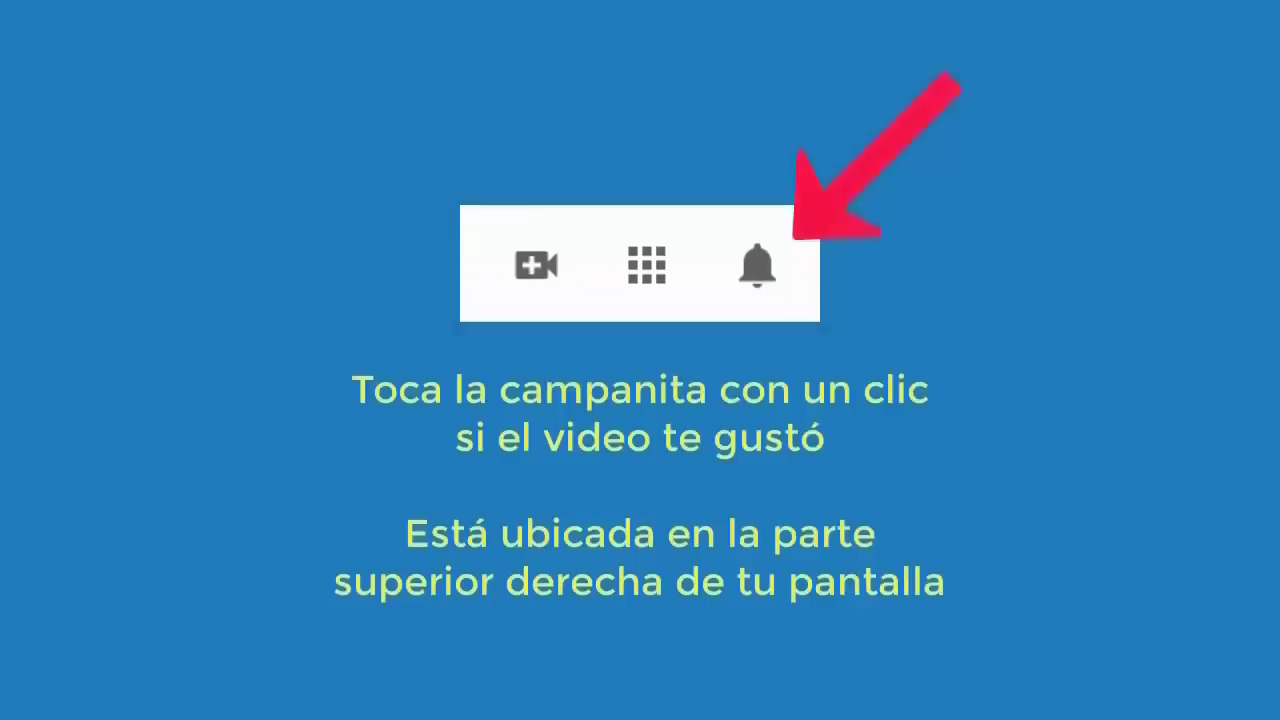 Toca la campanita con un clic
si el video te gustó
Está ubicada en la parte
superior derecha de tu pantalla